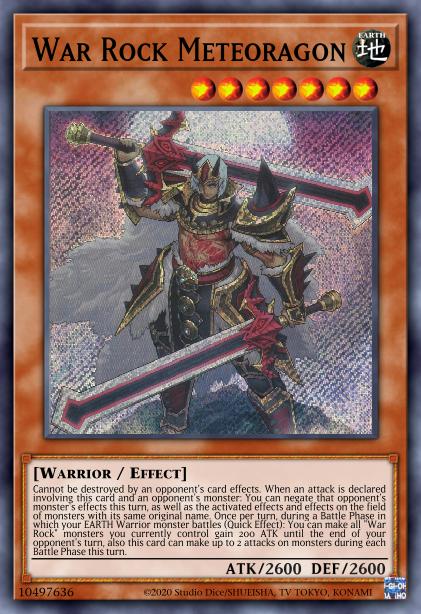 War Rock Meteoragon
EARTH
地
[Warrior / Effect]
Cannot be destroyed by an opponent's card effects. When an attack is declared
involving this card and an opponent's monster: You can negate that opponent's
monster's effects this turn, as well as the activated effects and effects on the field
of monsters with its same original name. Once per turn, during a Battle Phase in
which your EARTH Warrior monster battles (Quick Effect): You can make all "War
Rock" monsters you currently control gain 200 ATK until the end of your
opponent's turn, also this card can make up to 2 attacks on monsters during each
Battle Phase this turn.
ATK/2600 DEF/2600
10497636
©2020 Studio Dice/SHUEISHA, TV TOKYO, KONAMI